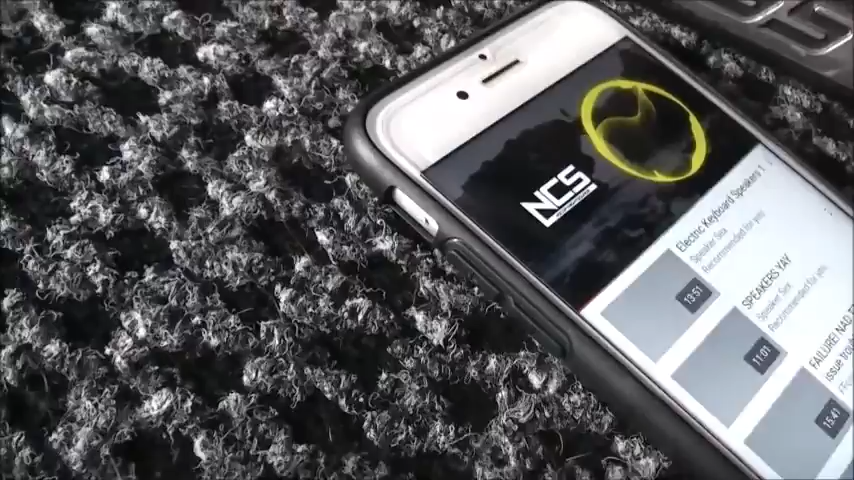 NCS
Electric Keyboard Speakers 1
Speaker Sea
Recommended for you
13:51
SPEAKERS YAY
Speaker Sea
Recommended for you
11:01
FAILURE! NAD
issue
15:41